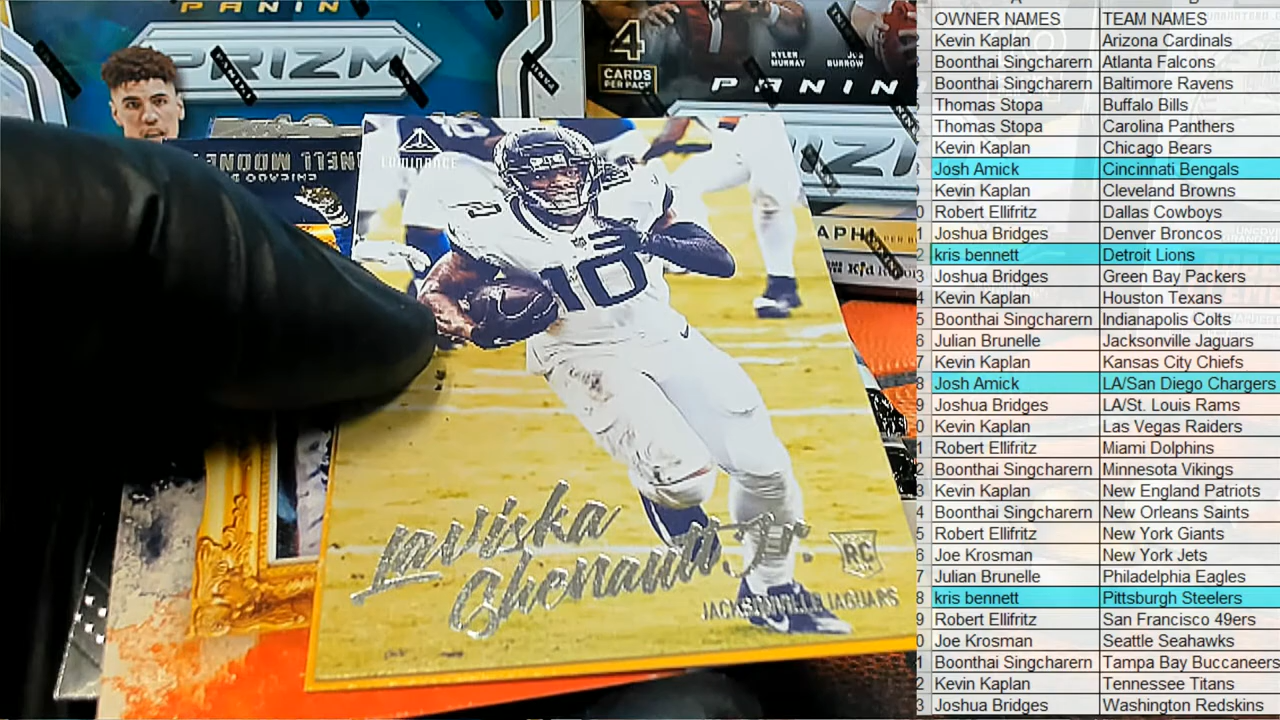 PANINI
PRIZM
4
CARDS
PER PACK
KYLER
MURRAY
JOE
BURROW
PANINI
LUMINANCE
10
10
Laviska
Shenault Jr.
RC
JACKSONVILLE JAGUARS
OWNER NAMES TEAM NAMES
Kevin Kaplan Arizona Cardinals
Boonthai Singcharern Atlanta Falcons
Boonthai Singcharern Baltimore Ravens
Thomas Stopa Buffalo Bills
Thomas Stopa Carolina Panthers
Kevin Kaplan Chicago Bears
Josh Amick Cincinnati Bengals
Kevin Kaplan Cleveland Browns
Robert Ellifritz Dallas Cowboys
Joshua Bridges Denver Broncos
kris bennett Detroit Lions
Joshua Bridges Green Bay Packers
Kevin Kaplan Houston Texans
Boonthai Singcharern Indianapolis Colts
Julian Brunelle Jacksonville Jaguars
Kevin Kaplan Kansas City Chiefs
Josh Amick LA/San Diego Chargers
Joshua Bridges LA/St. Louis Rams
Kevin Kaplan Las Vegas Raiders
Robert Ellifritz Miami Dolphins
Boonthai Singcharern Minnesota Vikings
Kevin Kaplan New England Patriots
Boonthai Singcharern New Orleans Saints
Robert Ellifritz New York Giants
Joe Krosman New York Jets
Julian Brunelle Philadelphia Eagles
kris bennett Pittsburgh Steelers
Robert Ellifritz San Francisco 49ers
Joe Krosman Seattle Seahawks
Boonthai Singcharern Tampa Bay Buccaneers
Kevin Kaplan Tennessee Titans
Joshua Bridges Washington Redskins